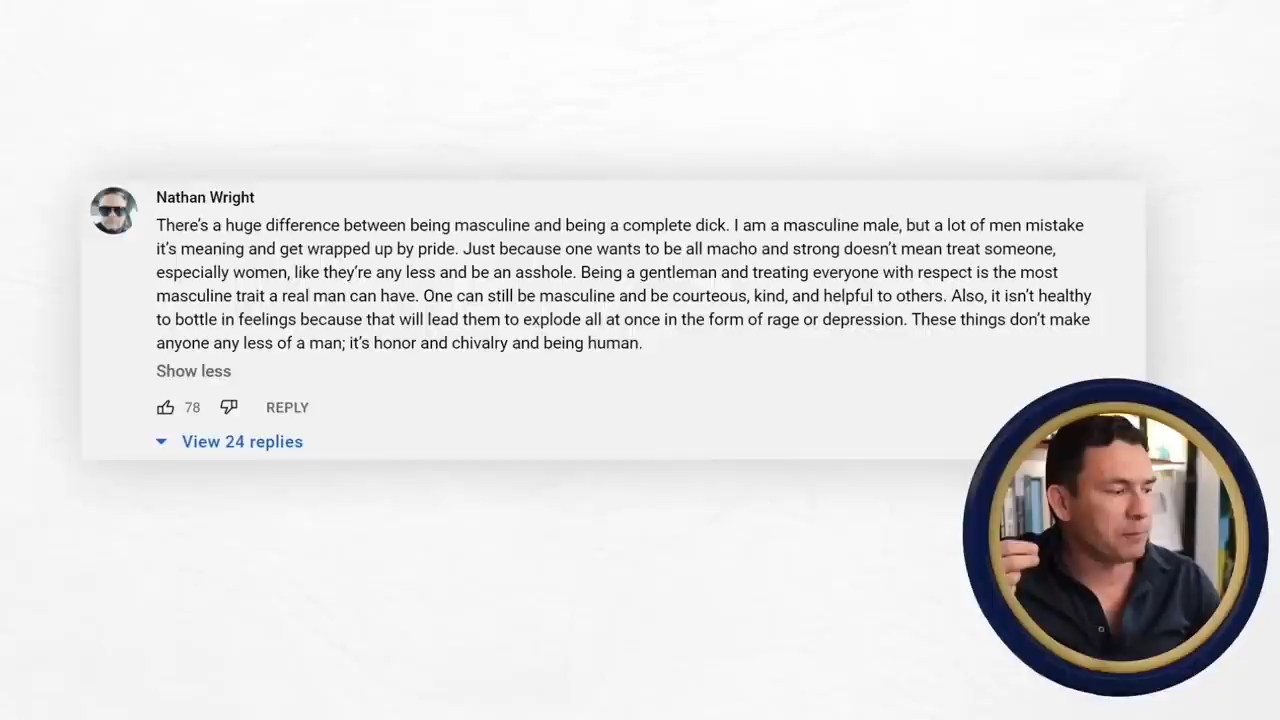 Nathan Wright
There's a huge difference between being masculine and being a complete dick. I am a masculine male, but a lot of men mistake
it's meaning and get wrapped up by pride. Just because one wants to be all macho and strong doesn't mean treat someone,
especially women, like they're any less and be an asshole. Being a gentleman and treating everyone with respect is the most
masculine trait a real man can have. One can still be masculine and be courteous, kind, and helpful to others. Also, it isn't healthy
to bottle in feelings because that will lead them to explode all at once in the form of rage or depression. These things don't make
anyone any less of a man; it's honor and chivalry and being human.
Show less
78 REPLY
View 24 replies